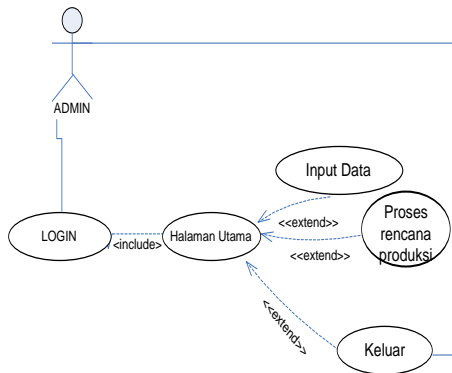 ADMIN
Input Data
<<extend>>
Proses
rencana
produksi
LOGIN
<include>
Halaman Utama
<<extend>>
<<extend>>
Keluar